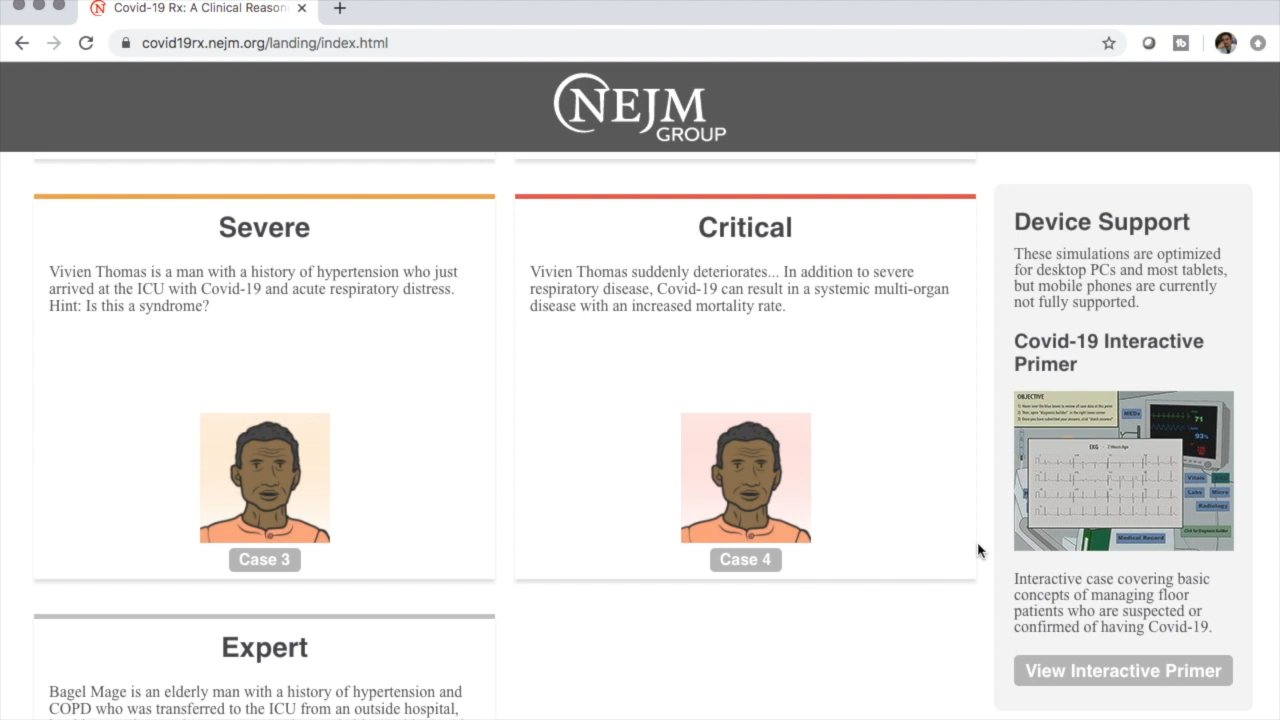 Covid-19 Rx: A Clinical Reason
covid19rx.nejm.org/landing/index.html
NEJM
GROUP
Severe
Vivien Thomas is a man with a history of hypertension who just
arrived at the ICU with Covid-19 and acute respiratory distress.
Hint: Is this a syndrome?
Case 3
Critical
Vivien Thomas suddenly deteriorates... In addition to severe
respiratory disease, Covid-19 can result in a systemic multi-organ
disease with an increased mortality rate.
Case 4
Expert
Bagel Mage is an elderly man with a history of hypertension and
COPD who was transferred to the ICU from an outside hospital,
Device Support
These simulations are optimized
for desktop PCs and most tablets,
but mobile phones are currently
not fully supported.
Covid-19 Interactive
Primer
OBJECTIVE
MEDs
71
93%
EKG - 2 Hours Ago
Vitals
Labs
Micro
Radiology
Medical Record
Interactive case covering basic
concepts of managing floor
patients who are suspected or
confirmed of having Covid-19.
View Interactive Primer